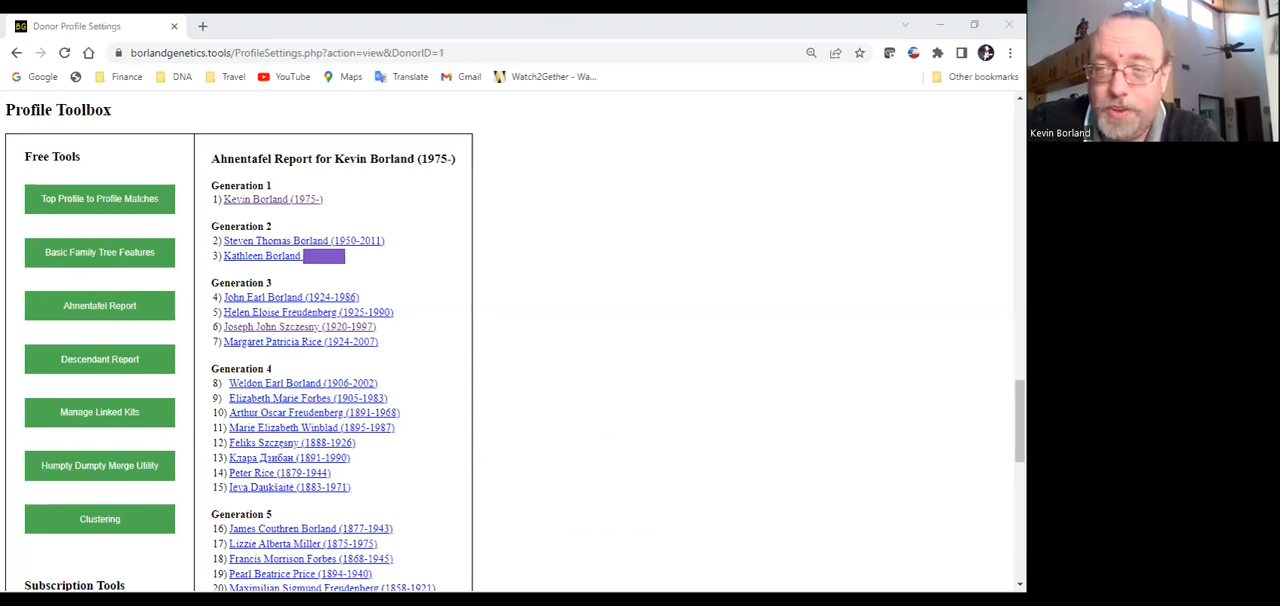 BG Donor Profile Settings
borlandgenetics.tools/ProfileSettings.php?action=view&DonorID=1
Google Finance DNA Travel YouTube Maps Translate Gmail Watch2Gether - Wa... Other bookmarks
Kevin Borland
Profile Toolbox
Free Tools
Top Profile to Profile Matches
Basic Family Tree Features
Ahnentafel Report
Descendant Report
Manage Linked Kits
Humpty Dumpty Merge Utility
Clustering
Subscription Tools
Ahnentafel Report for Kevin Borland (1975-)
Generation 1
1) Kevin Borland (1975-)
Generation 2
2) Steven Thomas Borland (1950-2011)
3) Kathleen Borland
Generation 3
4) John Earl Borland (1924-1986)
5) Helen Eloise Freudenberg (1925-1990)
6) Joseph John Szczesny (1920-1997)
7) Margaret Patricia Rice (1924-2007)
Generation 4
8) Weldon Earl Borland (1906-2002)
9) Elizabeth Marie Forbes (1905-1983)
10) Arthur Oscar Freudenberg (1891-1968)
11) Marie Elizabeth Winblad (1895-1987)
12) Feliks Szczęsny (1888-1926)
13) Клара Дзибан (1891-1990)
14) Peter Rice (1879-1944)
15) Ieva Daukšaitė (1883-1971)
Generation 5
16) James Couthren Borland (1877-1943)
17) Lizzie Alberta Miller (1875-1975)
18) Francis Morrison Forbes (1868-1945)
19) Pearl Beatrice Price (1894-1940)
20) Maximilian Sigmund Freudenberg (1858-1921)